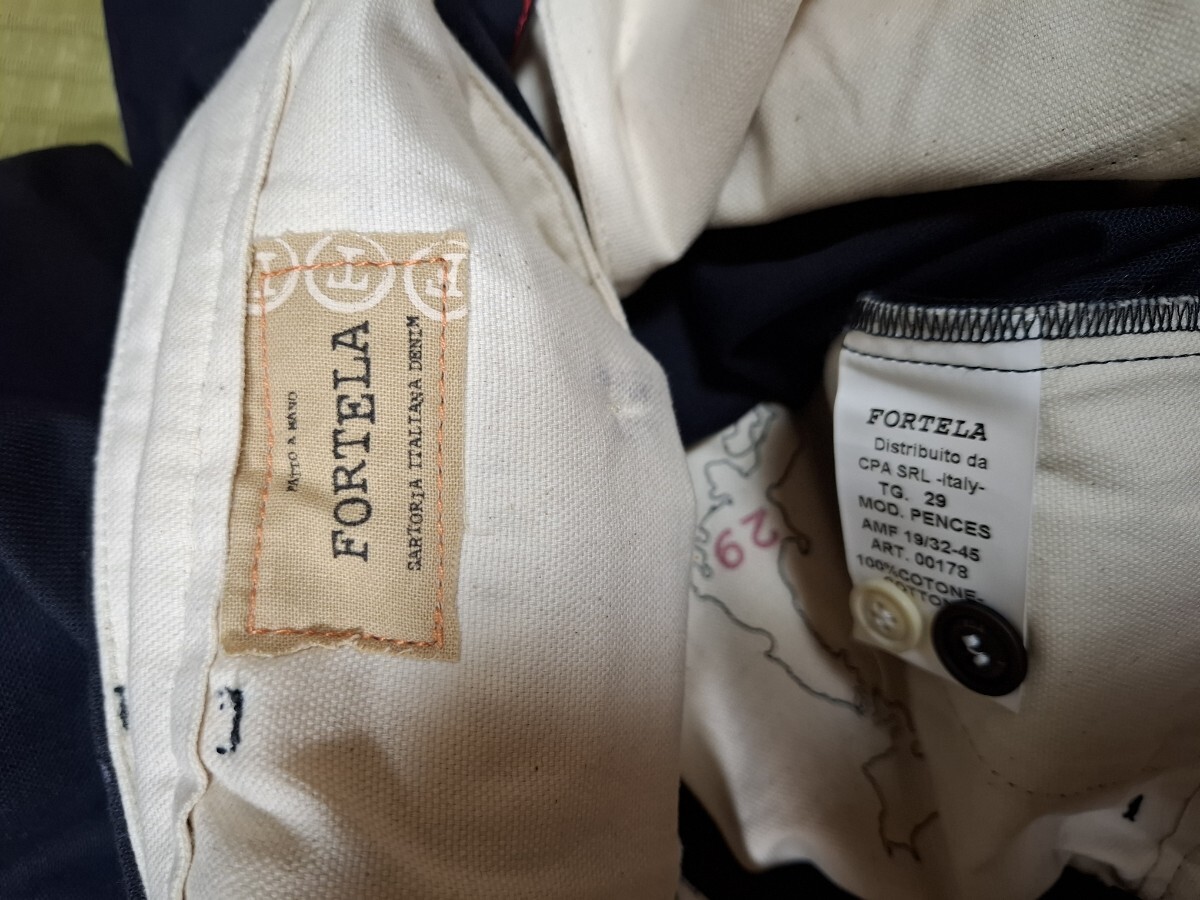 FATTO A MANO
FORTELA
SARTORIA ITALIANA DENIM
29
FORTELA
Distribuito da
CPA SRL -italy-
TG. 29
MOD. PENCES
AMF 19/32-45
ART. 00178
100%COTONE-
COTTON